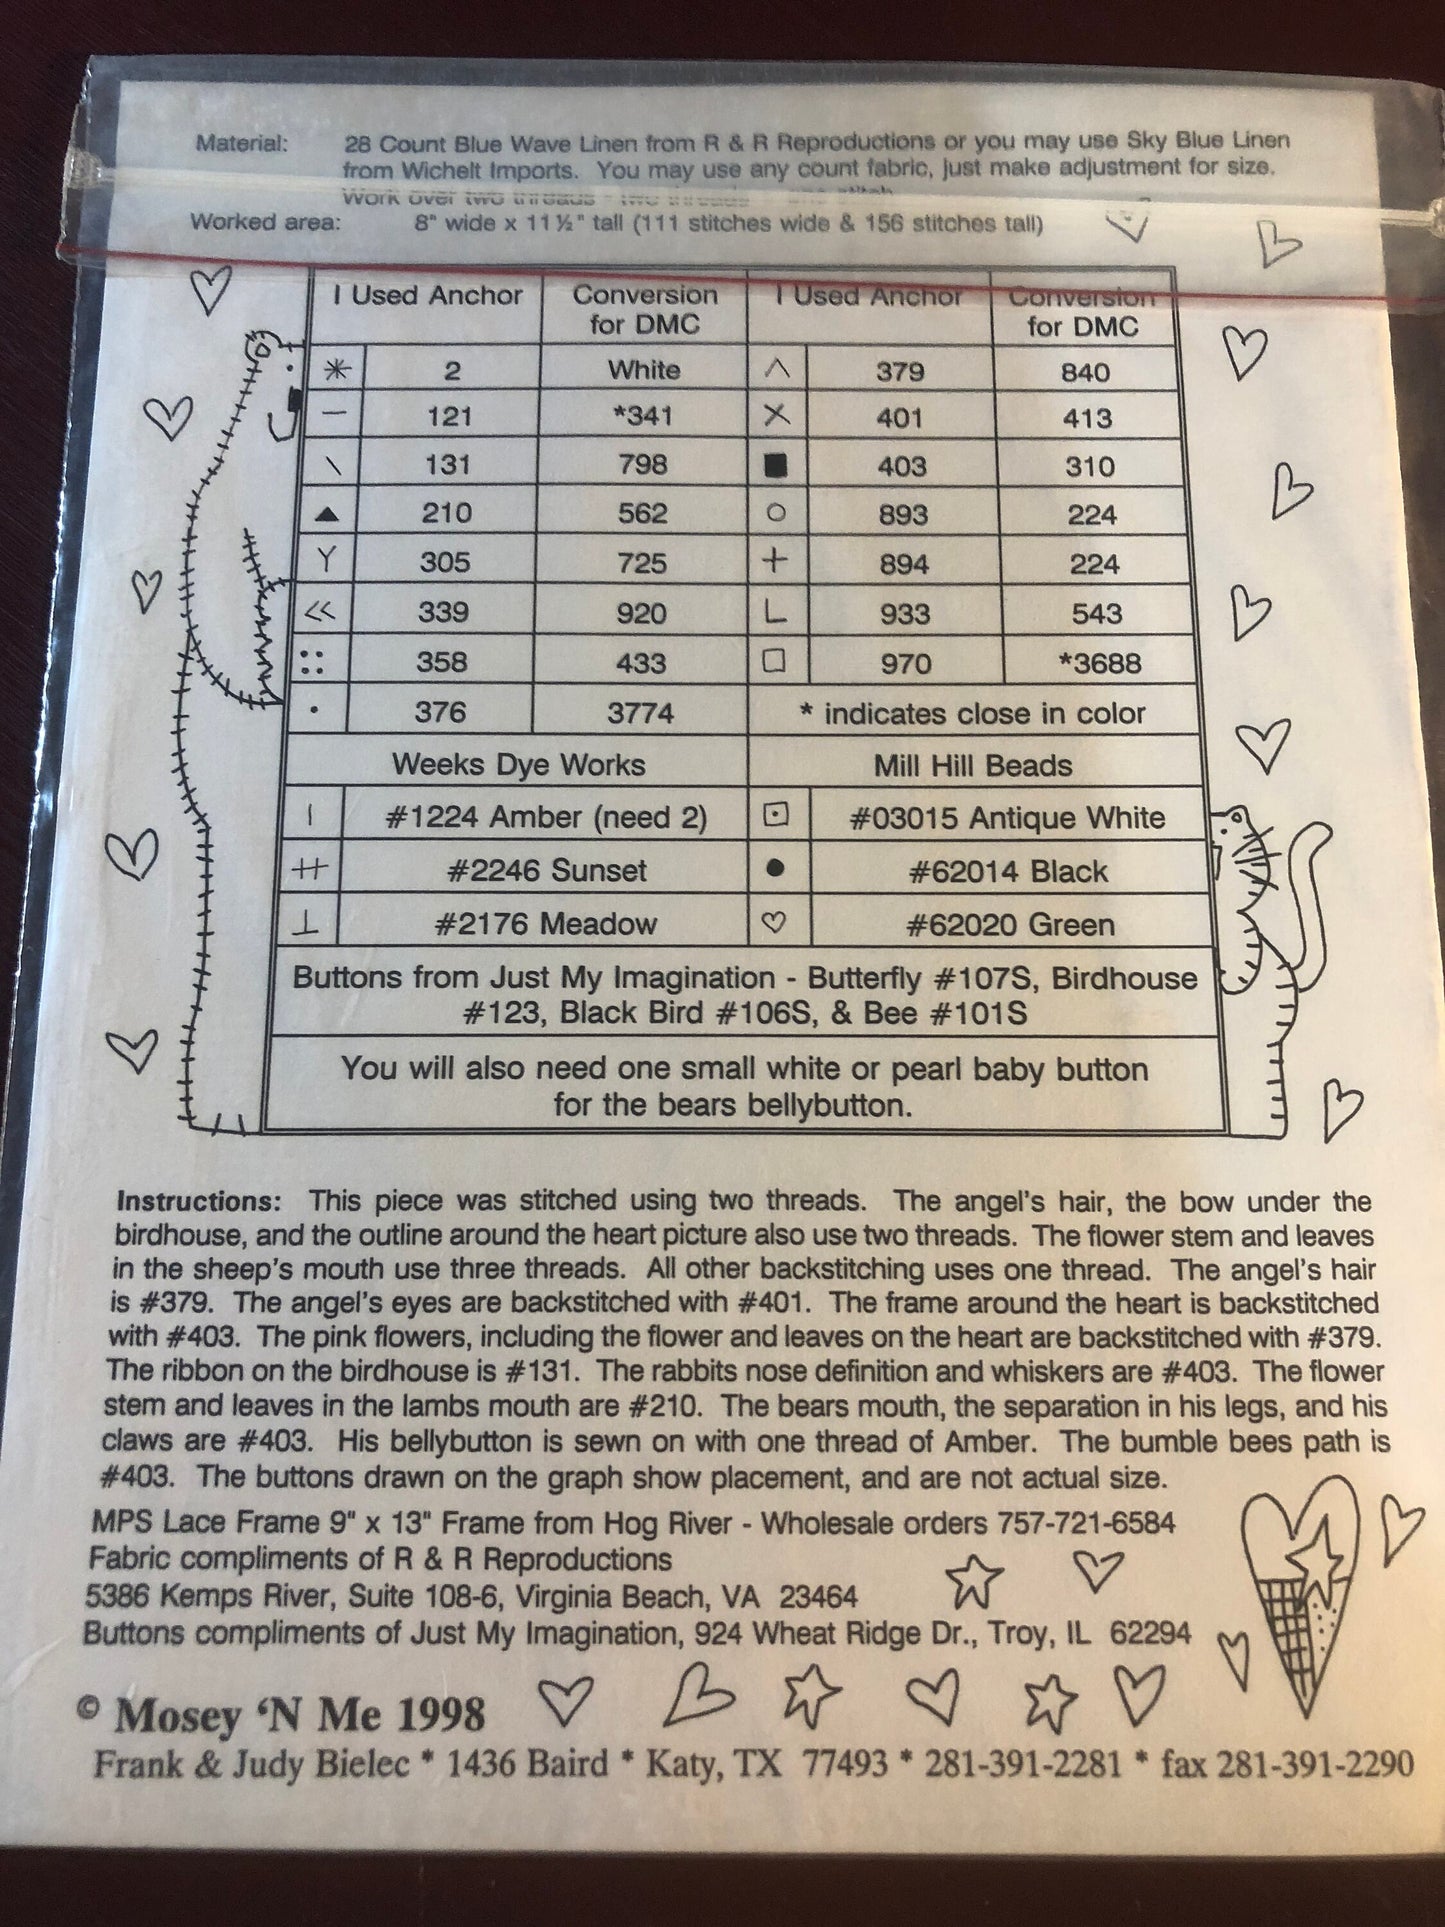 Material: 28 Count Blue Wave Linen from R & R Reproductions or you may use Sky Blue Linen
from Wichelt Imports. You may use any count fabric, just make adjustment for size.
Work over two threads - two threads one stitch
Worked area: 8" wide x 11½" tall (111 stitches wide & 156 stitches tall)
I Used Anchor Conversion for DMC I Used Anchor Conversion for DMC
2 White 379 840
121 *341 401 413
131 798 403 310
210 562 893 224
305 725 894 224
339 920 933 543
358 433 970 *3688
376 3774 * indicates close in color
Weeks Dye Works Mill Hill Beads
#1224 Amber (need 2) #03015 Antique White
#2246 Sunset #62014 Black
#2176 Meadow #62020 Green
Buttons from Just My Imagination - Butterfly #107S, Birdhouse
#123, Black Bird #106S, & Bee #101S
You will also need one small white or pearl baby button
for the bears bellybutton.
Instructions: This piece was stitched using two threads. The angel's hair, the bow under the
birdhouse, and the outline around the heart picture also use two threads. The flower stem and leaves
in the sheep's mouth use three threads. All other backstitching uses one thread. The angel's hair
is #379. The angel's eyes are backstitched with #401. The frame around the heart is backstitched
with #403. The pink flowers, including the flower and leaves on the heart are backstitched with #379.
The ribbon on the birdhouse is #131. The rabbits nose definition and whiskers are #403. The flower
stem and leaves in the lambs mouth are #210. The bears mouth, the separation in his legs, and his
claws are #403. His bellybutton is sewn on with one thread of Amber. The bumble bees path is
#403. The buttons drawn on the graph show placement, and are not actual size.
MPS Lace Frame 9" x 13" Frame from Hog River - Wholesale orders 757-721-6584
Fabric compliments of R & R Reproductions
5386 Kemps River, Suite 108-6, Virginia Beach, VA 23464
Buttons compliments of Just My Imagination, 924 Wheat Ridge Dr., Troy, IL 62294
© Mosey 'N Me 1998
Frank & Judy Bielec * 1436 Baird * Katy, TX 77493 * 281-391-2281 * fax 281-391-2290